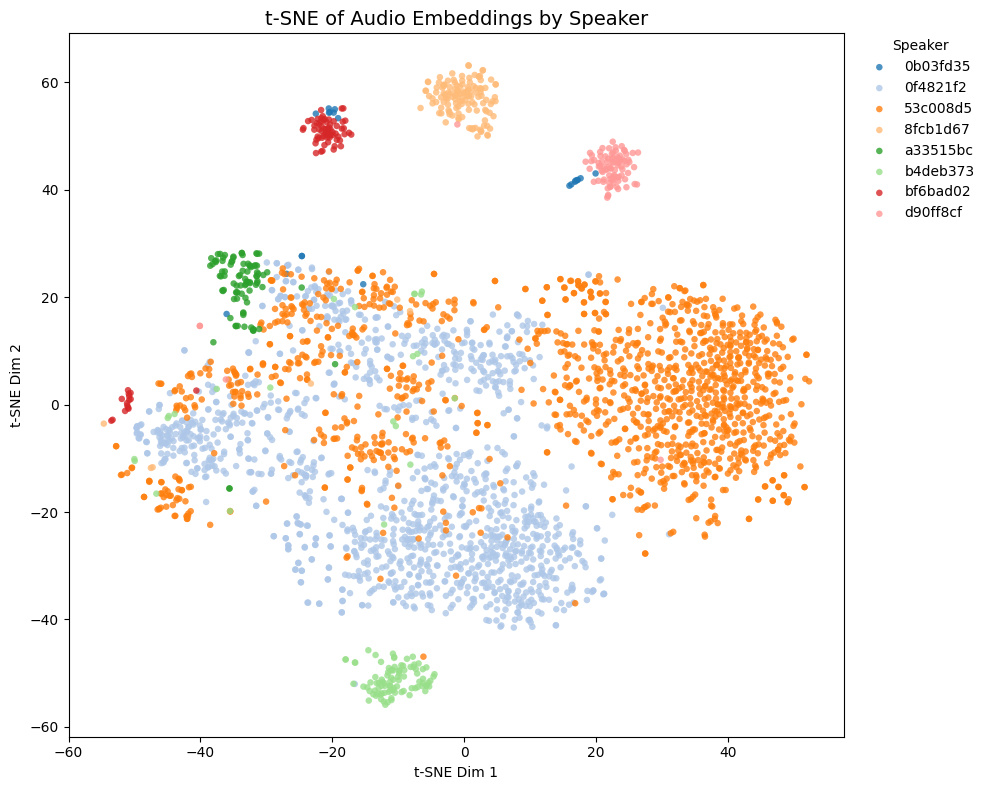 t-SNE of Audio Embeddings by Speaker
Speaker
0b03fd35
0f4821f2
53c008d5
8fcb1d67
a33515bc
b4deb373
bf6bad02
d90ff8cf
t-SNE Dim 2
60
40
20
0
−20
−40
−60
−60
−40
−20
0
20
40
t-SNE Dim 1